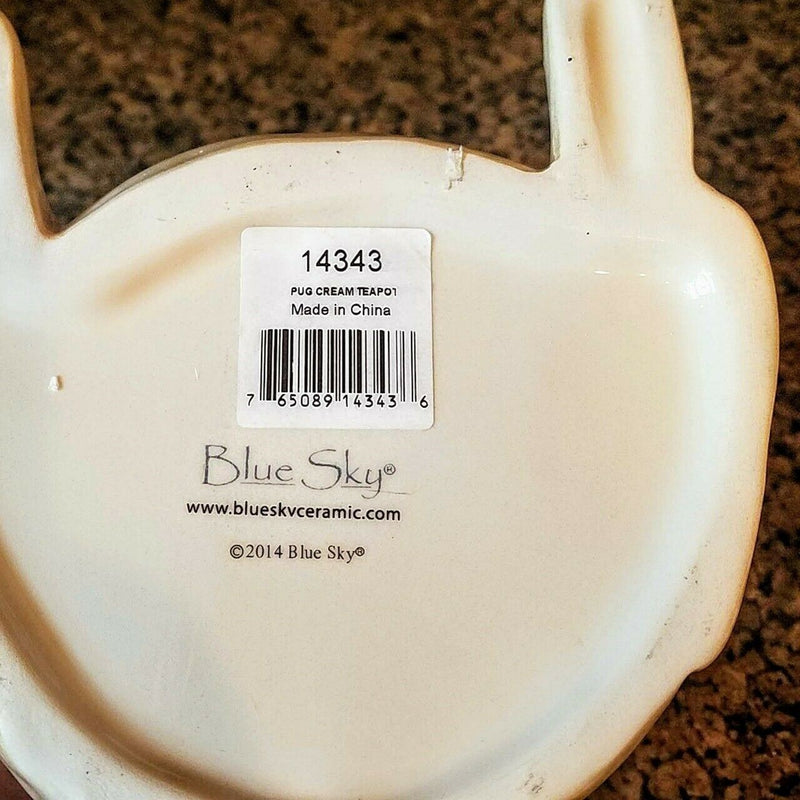 14343
PUG CREAM TEAPOT
Made in China
7 65089 14343 6
Blue Sky®
www.blueskyceramic.com
©2014 Blue Sky®